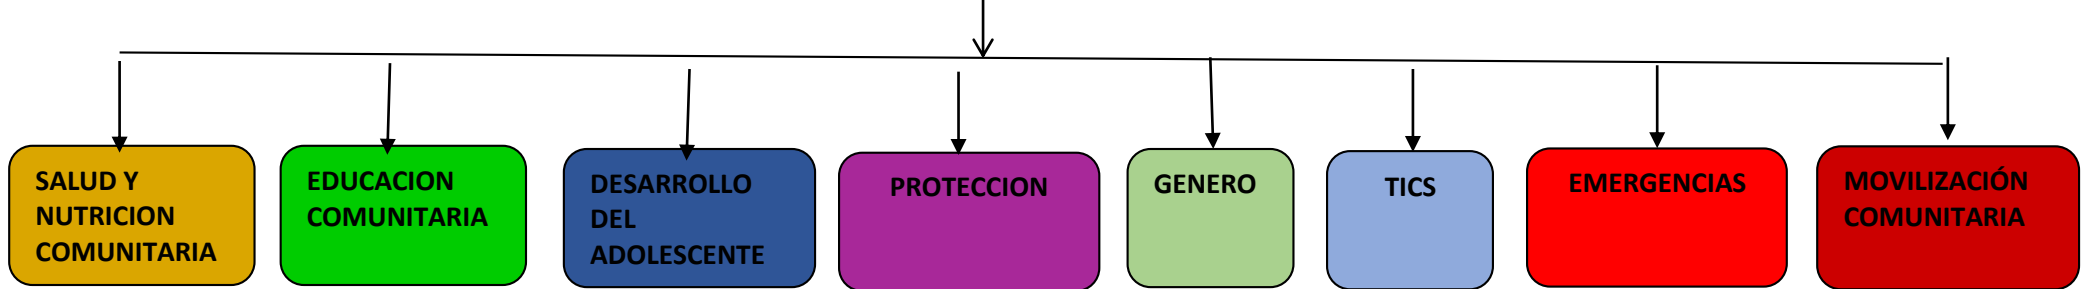 SALUD Y
NUTRICION
COMUNITARIA
EDUCACION
COMUNITARIA
DESARROLLO
DEL
ADOLESCENTE
PROTECCION
GENERO
TICS
EMERGENCIAS
MOVILIZACIÓN
COMUNITARIA